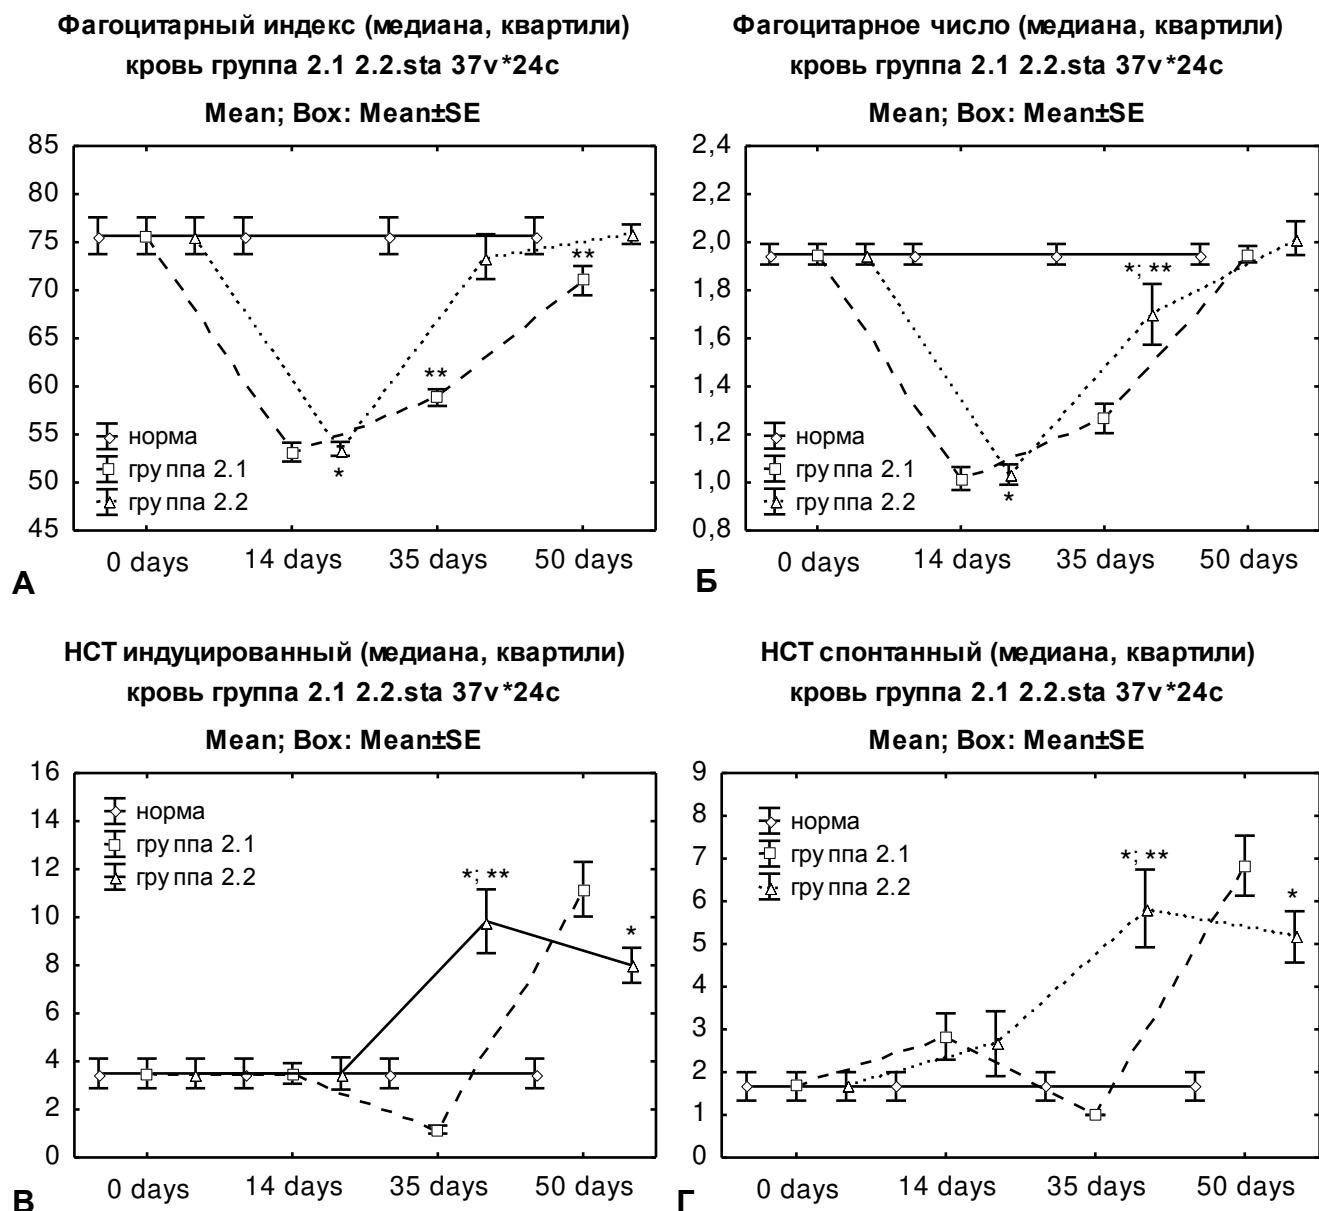 Фагоцитарный индекс (медиана, квартили)
кровь группа 2.1 2.2.sta 37v*24c
Mean; Box: Mean±SE
85
80
75
70
65
60
55
50
45
**
**
*
норма
группа 2.1
группа 2.2
0 days 14 days 35 days 50 days
А
Фагоцитарное число (медиана, квартили)
кровь группа 2.1 2.2.sta 37v*24c
Mean; Box: Mean±SE
2,4
2,2
2,0
1,8
1,6
1,4
1,2
1,0
0,8
*; **
*
норма
группа 2.1
группа 2.2
0 days 14 days 35 days 50 days
Б
НСТ индуцированный (медиана, квартили)
кровь группа 2.1 2.2.sta 37v*24c
Mean; Box: Mean±SE
16
14
12
10
8
6
4
2
0
норма
группа 2.1
группа 2.2
*; **
*
0 days 14 days 35 days 50 days
В
НСТ спонтанный (медиана, квартили)
кровь группа 2.1 2.2.sta 37v*24c
Mean; Box: Mean±SE
9
8
7
6
5
4
3
2
1
0
норма
группа 2.1
группа 2.2
*; **
*
0 days 14 days 35 days 50 days
Г